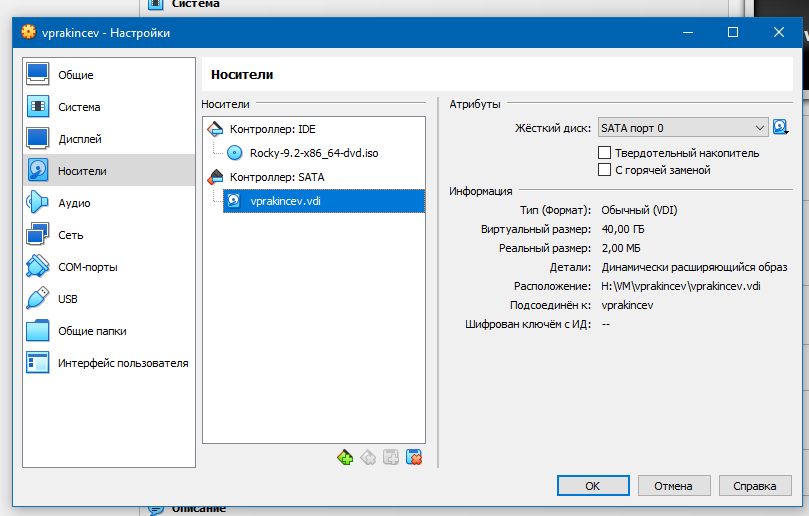 Система
vprakincev - Настройки
Общие
Система
Дисплей
Носители
Аудио
Сеть
COM-порты
USB
Общие папки
Интерфейс пользователя
Носители
Носители
Контроллер: IDE
Rocky-9.2-x86_64-dvd.iso
Контроллер: SATA
vprakincev.vdi
Атрибуты
Жёсткий диск: SATA порт 0
Твердотельный накопитель
С горячей заменой
Информация
Тип (Формат): Обычный (VDI)
Виртуальный размер: 40,00 ГБ
Реальный размер: 2,00 МБ
Детали: Динамически расширяющийся образ
Расположение: H:\VM\vprakincev\vprakincev.vdi
Подсоединён к: vprakincev
Шифрован ключём с ИД: --
OK Отмена Справка
Описание